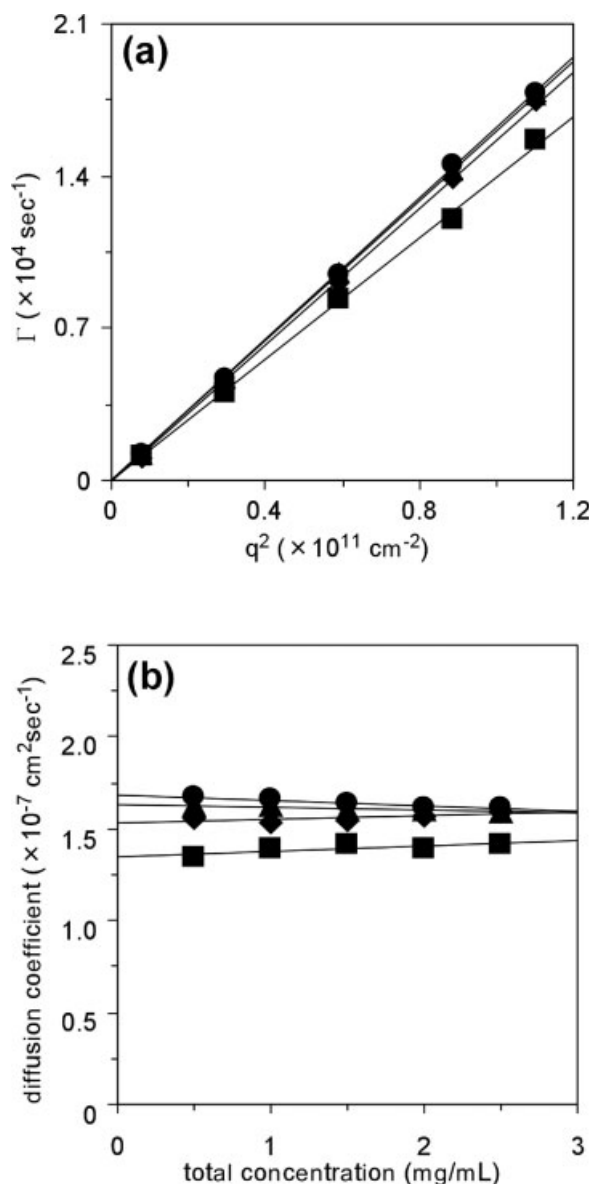 (a)
2.1
1.4
0.7
0
Γ (×10⁴ sec⁻¹)
0 0.4 0.8 1.2
q² (×10¹¹ cm⁻²)
(b)
2.5
2.0
1.5
1.0
0.5
0
diffusion coefficient (×10⁻⁷ cm²sec⁻¹)
0 1 2 3
total concentration (mg/mL)